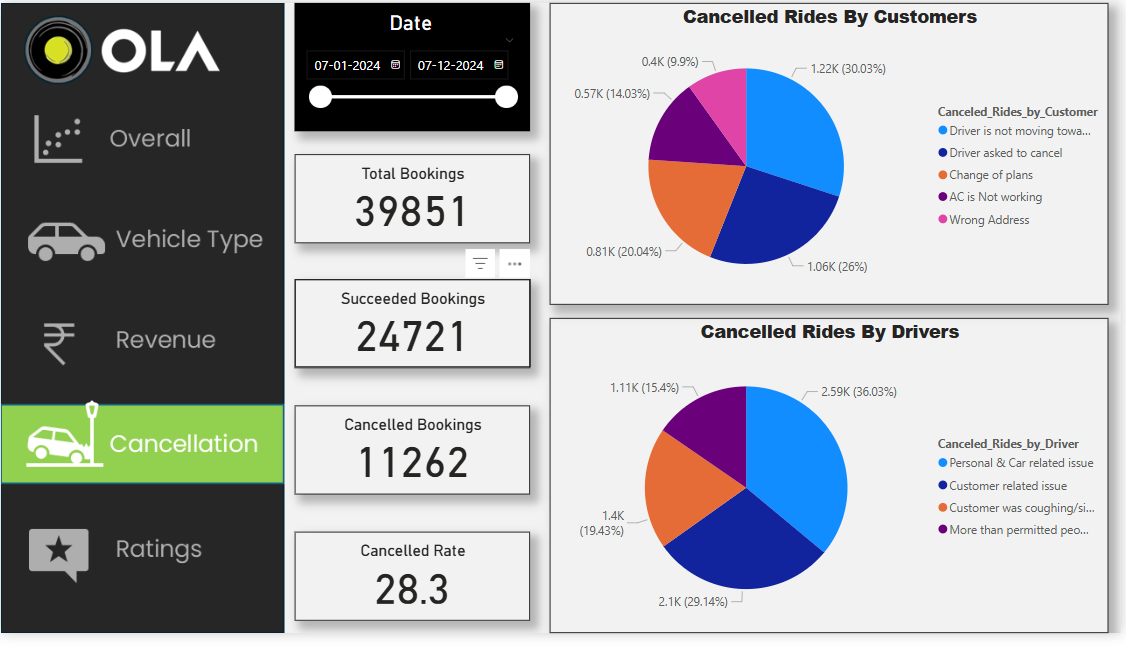 OLA
Overall
Vehicle Type
Revenue
Cancellation
Ratings
Date
07-01-2024 07-12-2024
Total Bookings
39851
Succeeded Bookings
24721
Cancelled Bookings
11262
Cancelled Rate
28.3
Cancelled Rides By Customers
0.4K (9.9%)
1.22K (30.03%)
0.57K (14.03%)
0.81K (20.04%)
1.06K (26%)
Canceled_Rides_by_Customer
Driver is not moving towa...
Driver asked to cancel
Change of plans
AC is Not working
Wrong Address
Cancelled Rides By Drivers
1.11K (15.4%)
2.59K (36.03%)
1.4K
(19.43%)
2.1K (29.14%)
Canceled_Rides_by_Driver
Personal & Car related issue
Customer related issue
Customer was coughing/si...
More than permitted peo...